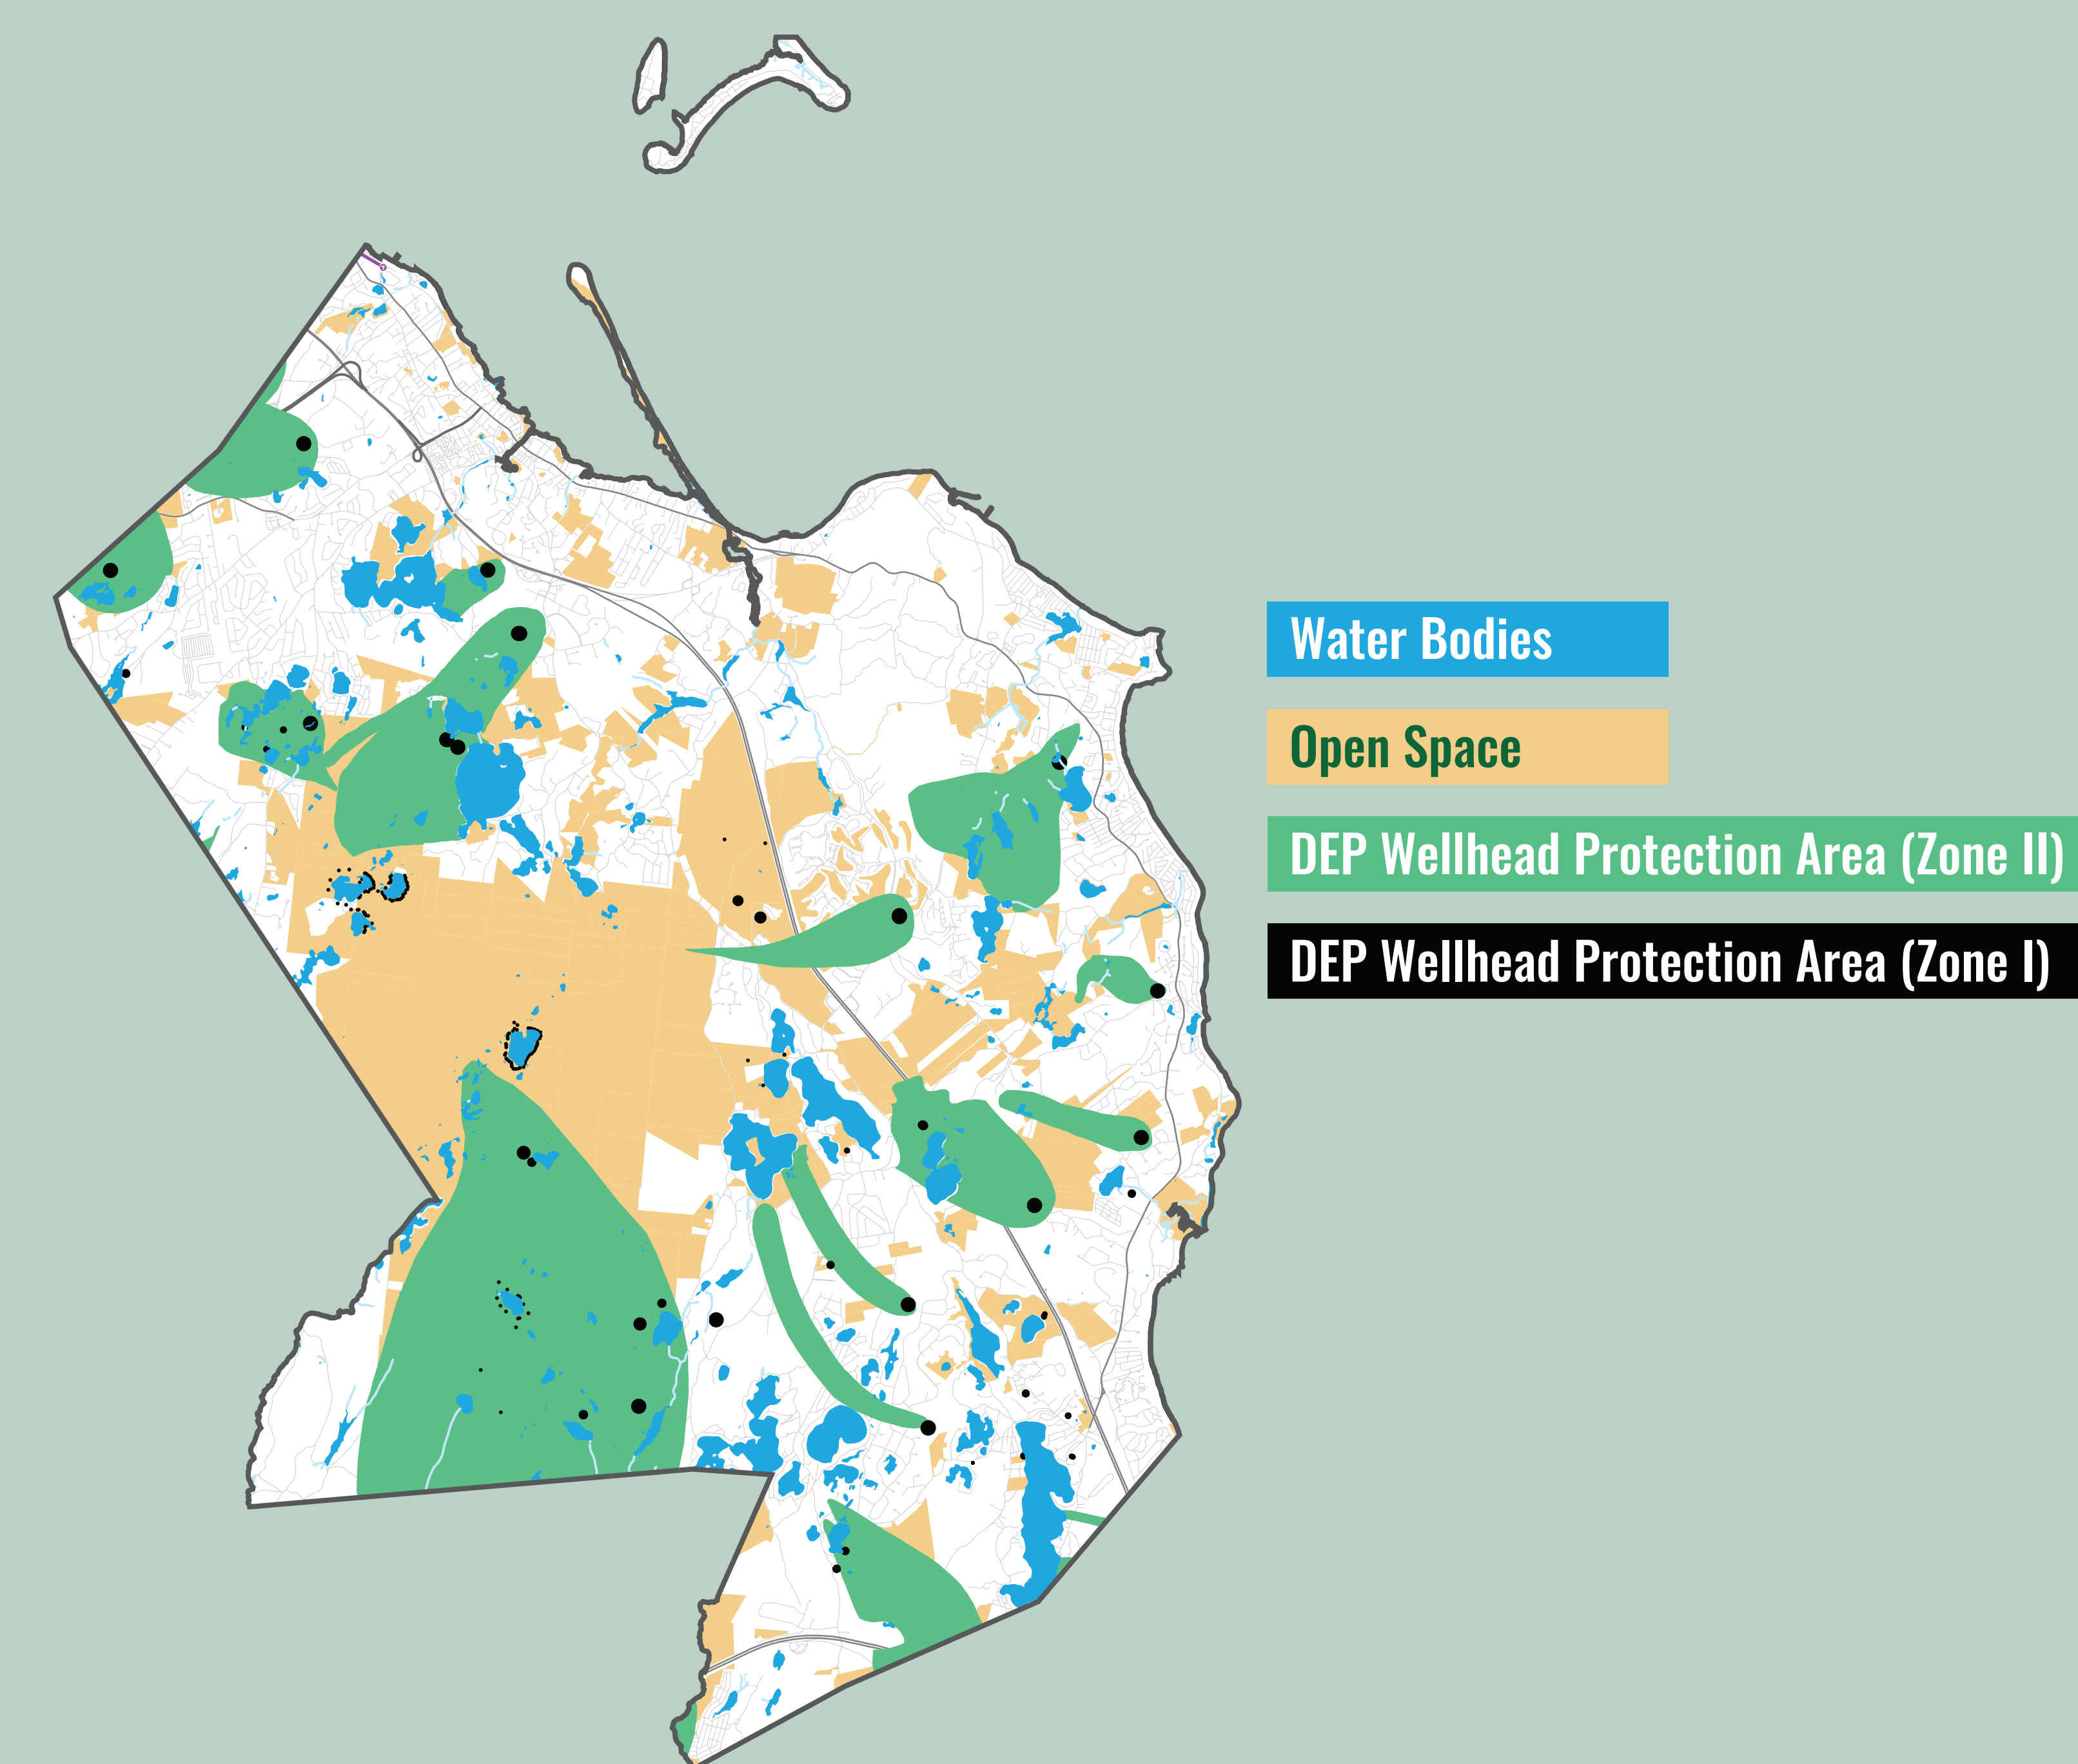 Water Bodies
Open Space
DEP Wellhead Protection Area (Zone II)
DEP Wellhead Protection Area (Zone I)